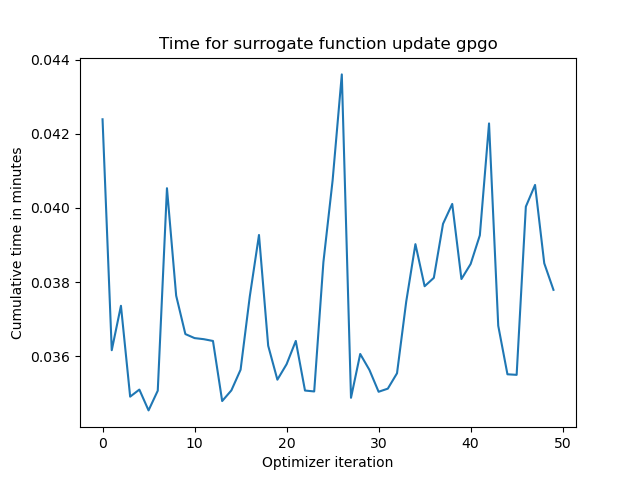 Time for surrogate function update gpgo
0.044
0.042
0.040
0.038
0.036
Cumulative time in minutes
0 10 20 30 40 50
Optimizer iteration